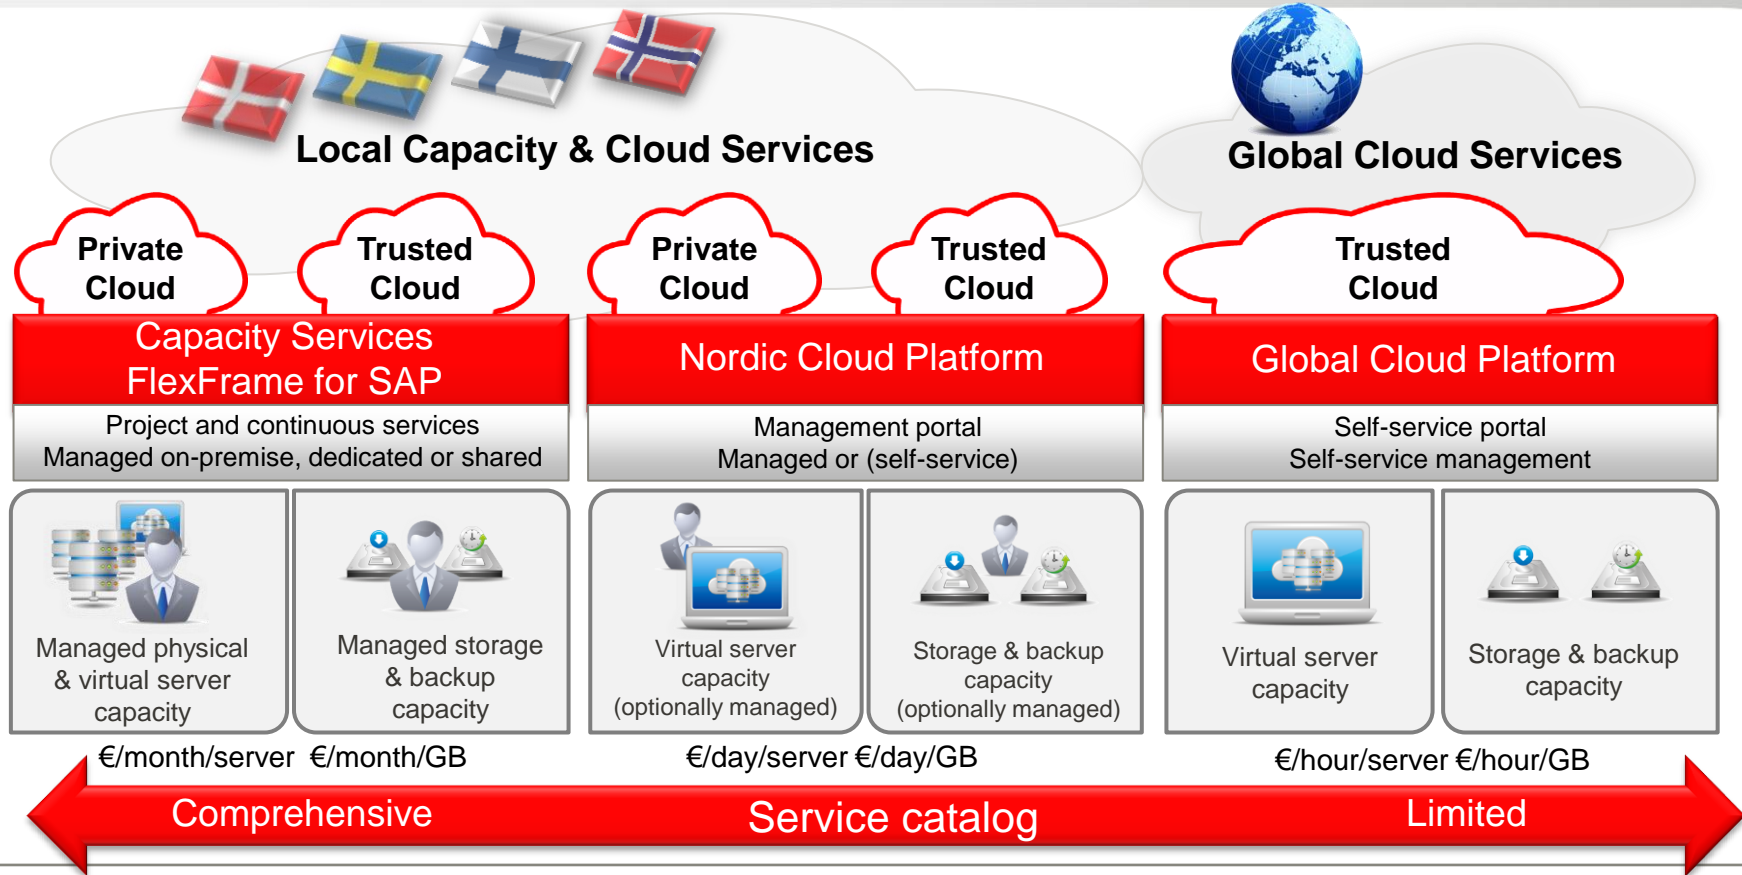 Local Capacity & Cloud Services
Global Cloud Services
Private
Cloud
Trusted
Cloud
Private
Cloud
Trusted
Cloud
Trusted
Cloud
Capacity Services
FlexFrame for SAP
Nordic Cloud Platform
Global Cloud Platform
Project and continuous services
Managed on-premise, dedicated or shared
Management portal
Managed or (self-service)
Self-service portal
Self-service management
Managed physical
& virtual server
capacity
Managed storage
& backup
capacity
Virtual server
capacity
(optionally managed)
Storage & backup
capacity
(optionally managed)
Virtual server
capacity
Storage & backup
capacity
€/month/server €/month/GB
€/day/server €/day/GB
€/hour/server €/hour/GB
Comprehensive
Service catalog
Limited